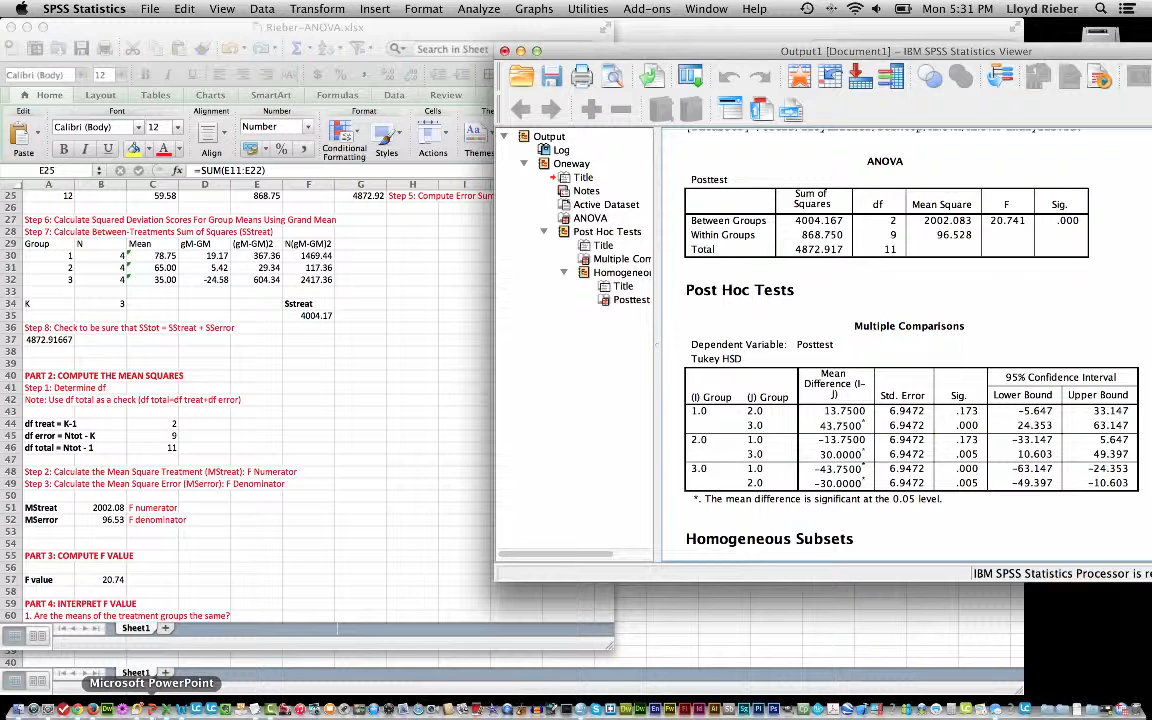 SPSS Statistics File Edit View Data Transform Insert Format Analyze Graphs Utilities Add-ons Window Help Mon 5:31 PM Lloyd Rieber
Rieber-ANOVA.xlsx
Search in Sheet
Calibri (Body) 12
Home Layout Tables Charts SmartArt Formulas Data Review
Edit Font Alignment Number Format Cells Themes
Calibri (Body) 12 Number
Paste B I U A Align % Conditional Formatting Styles Actions Themes
E25 fx =SUM(E11:E22)
A B C D E F G H I
25 12 59.58 868.75 4872.92 Step 5: Compute Error Sum
26
27 Step 6: Calculate Squared Deviation Scores For Group Means Using Grand Mean
28 Step 7: Calculate Between-Treatments Sum of Squares (SStreat)
29 Group N Mean gM-GM (gM-GM)2 N(gM-GM)2
30 1 4 78.75 19.17 367.36 1469.44
31 2 4 65.00 5.42 29.34 117.36
32 3 4 35.00 -24.58 604.34 2417.36
33
34 K 3 Sstreat
35 4004.17
36 Step 8: Check to be sure that SStot = SStreat + SSerror
37 4872.91667
38
39
40 PART 2: COMPUTE THE MEAN SQUARES
41 Step 1: Determine df
42 Note: Use df total as a check (df total=df treat+df error)
43
44 df treat = K-1 2
45 df error = Ntot - K 9
46 df total = Ntot - 1 11
47
48 Step 2: Calculate the Mean Square Treatment (MStreat): F Numerator
49 Step 3: Calculate the Mean Square Error (MSerror): F Denominator
50
51 MStreat 2002.08 F numerator
52 MSerror 96.53 F denominator
53
54
55 PART 3: COMPUTE F VALUE
56
57 F value 20.74
58
59 PART 4: INTERPRET F VALUE
60 1. Are the means of the treatment groups the same?
Sheet1
40
Sheet1
Microsoft PowerPoint
Output1 [Document1] – IBM SPSS Statistics Viewer
Output
Log
Oneway
Title
Notes
Active Dataset
ANOVA
Post Hoc Tests
Title
Multiple Com
Homogeneou
Title
Posttest
ANOVA
Posttest
Sum of Squares df Mean Square F Sig.
Between Groups 4004.167 2 2002.083 20.741 .000
Within Groups 868.750 9 96.528
Total 4872.917 11
Post Hoc Tests
Multiple Comparisons
Dependent Variable: Posttest
Tukey HSD
(I) Group (J) Group Mean Difference (I-J) Std. Error Sig. 95% Confidence Interval
Lower Bound Upper Bound
1.0 2.0 13.7500 6.9472 .173 -5.647 33.147
3.0 43.7500* 6.9472 .000 24.353 63.147
2.0 1.0 -13.7500 6.9472 .173 -33.147 5.647
3.0 30.0000* 6.9472 .005 10.603 49.397
3.0 1.0 -43.7500* 6.9472 .000 -63.147 -24.353
2.0 -30.0000* 6.9472 .005 -49.397 -10.603
*. The mean difference is significant at the 0.05 level.
Homogeneous Subsets
IBM SPSS Statistics Processor is re